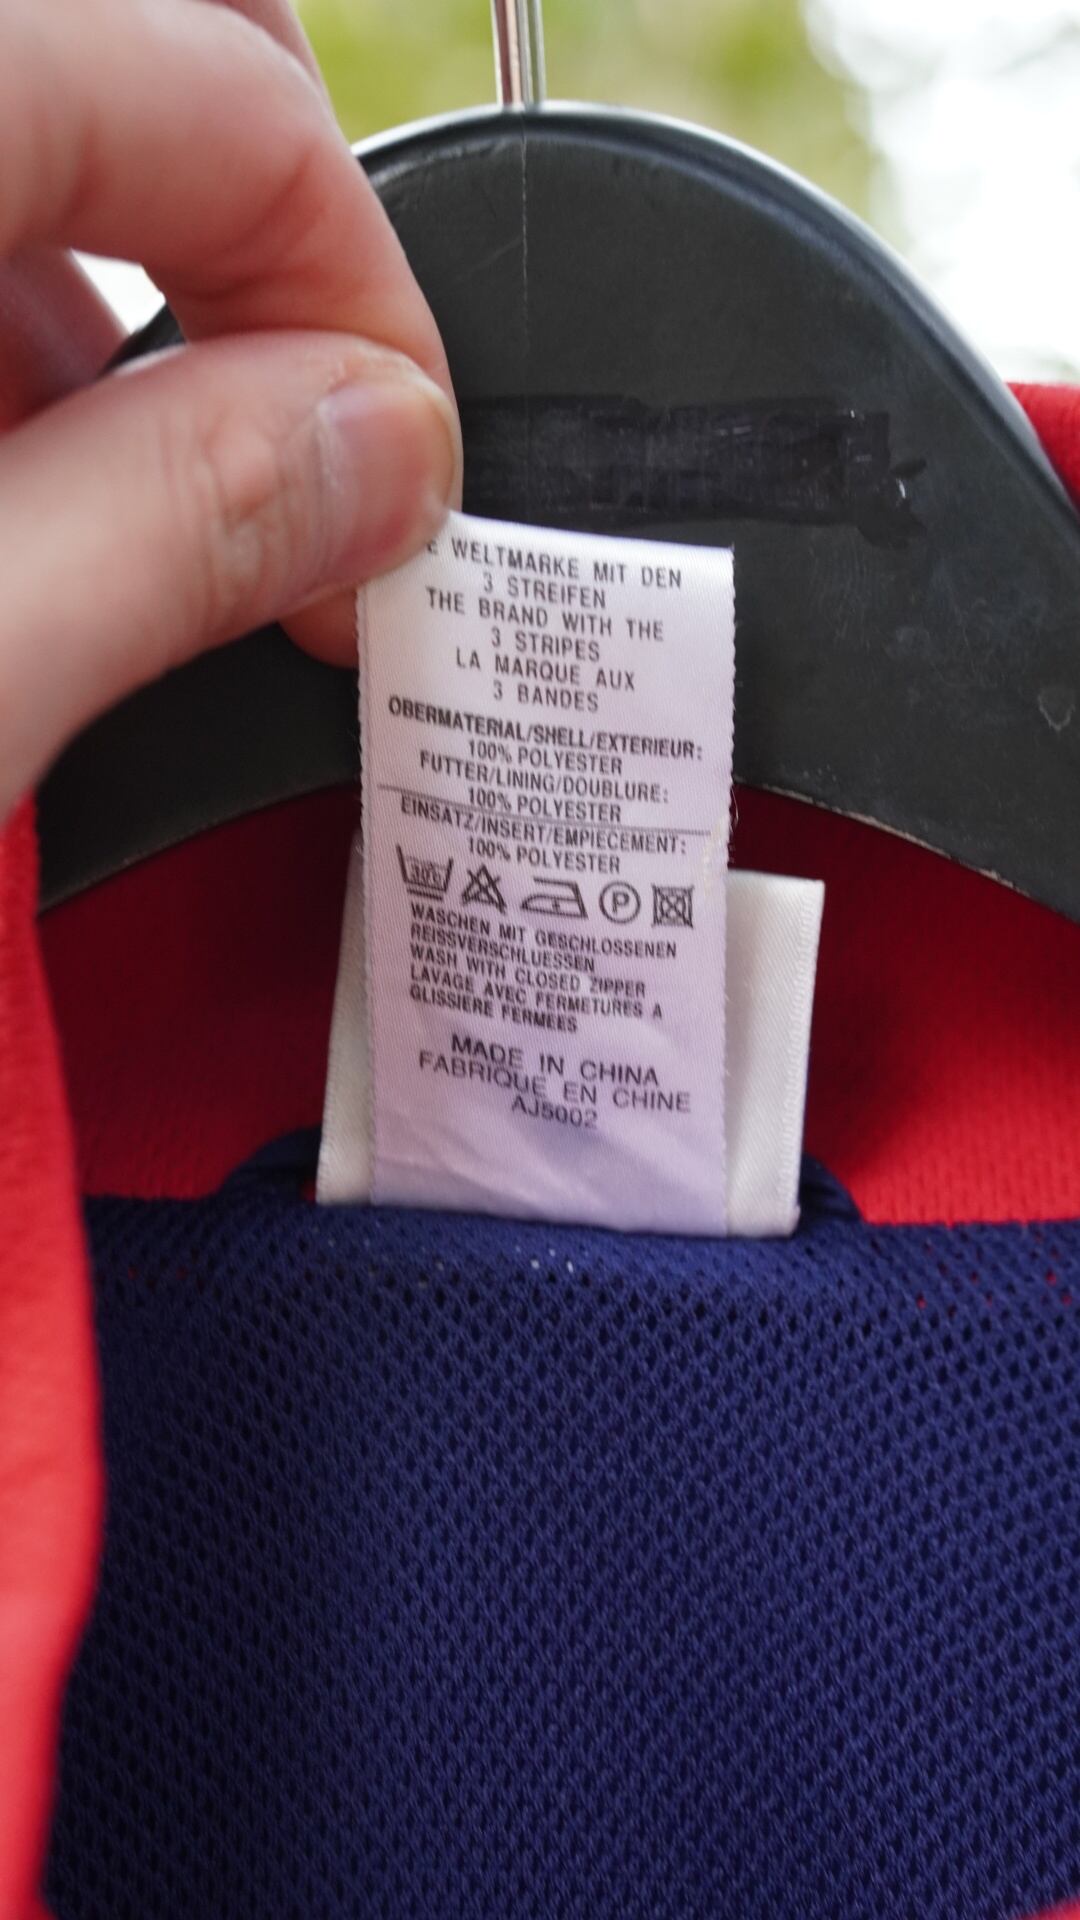 E WELTMARKE MIT DEN
3 STREIFEN
THE BRAND WITH THE
3 STRIPES
LA MARQUE AUX
3 BANDES
OBERMATERIAL/SHELL/EXTERIEUR:
100% POLYESTER
FUTTER/LINING/DOUBLURE:
100% POLYESTER
EINSATZ/INSERT/EMPIECEMENT:
100% POLYESTER
30°C
P
WASCHEN MIT GESCHLOSSENEN
REISSVERSCHLUESSEN
WASH WITH CLOSED ZIPPER
LAVAGE AVEC FERMETURES A
GLISSIERE FERMEES
MADE IN CHINA
FABRIQUE EN CHINE
AJ5002